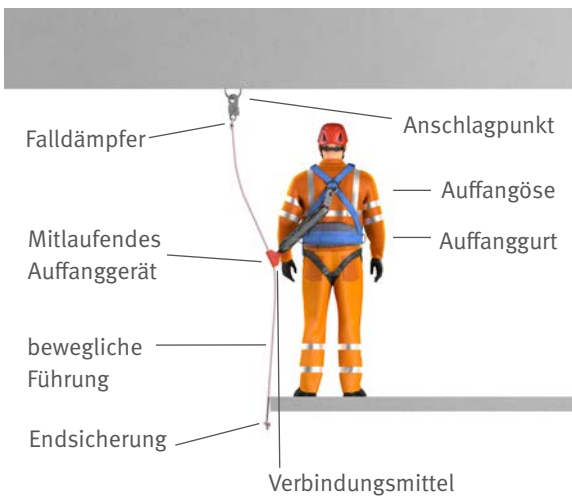 Falldämpfer
Anschlagpunkt
Auffangöse
Mitlaufendes
Auffanggerät
Auffanggurt
bewegliche
Führung
Endsicherung
Verbindungsmittel